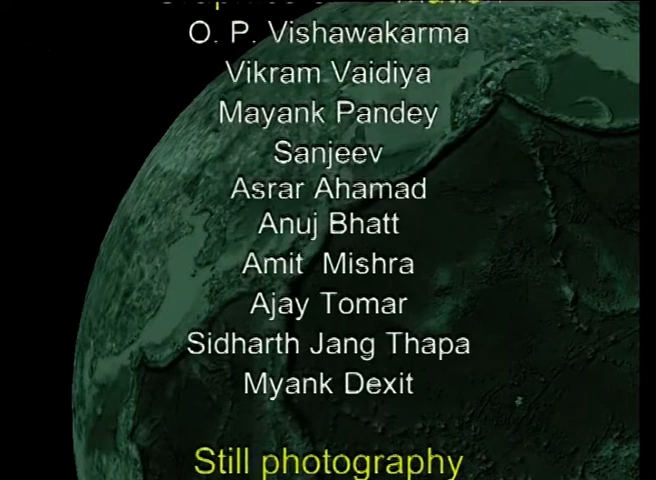 O. P. Vishawakarma
Vikram Vaidiya
Mayank Pandey
Sanjeev
Asrar Ahamad
Anuj Bhatt
Amit Mishra
Ajay Tomar
Sidharth Jang Thapa
Myank Dexit
Still photography